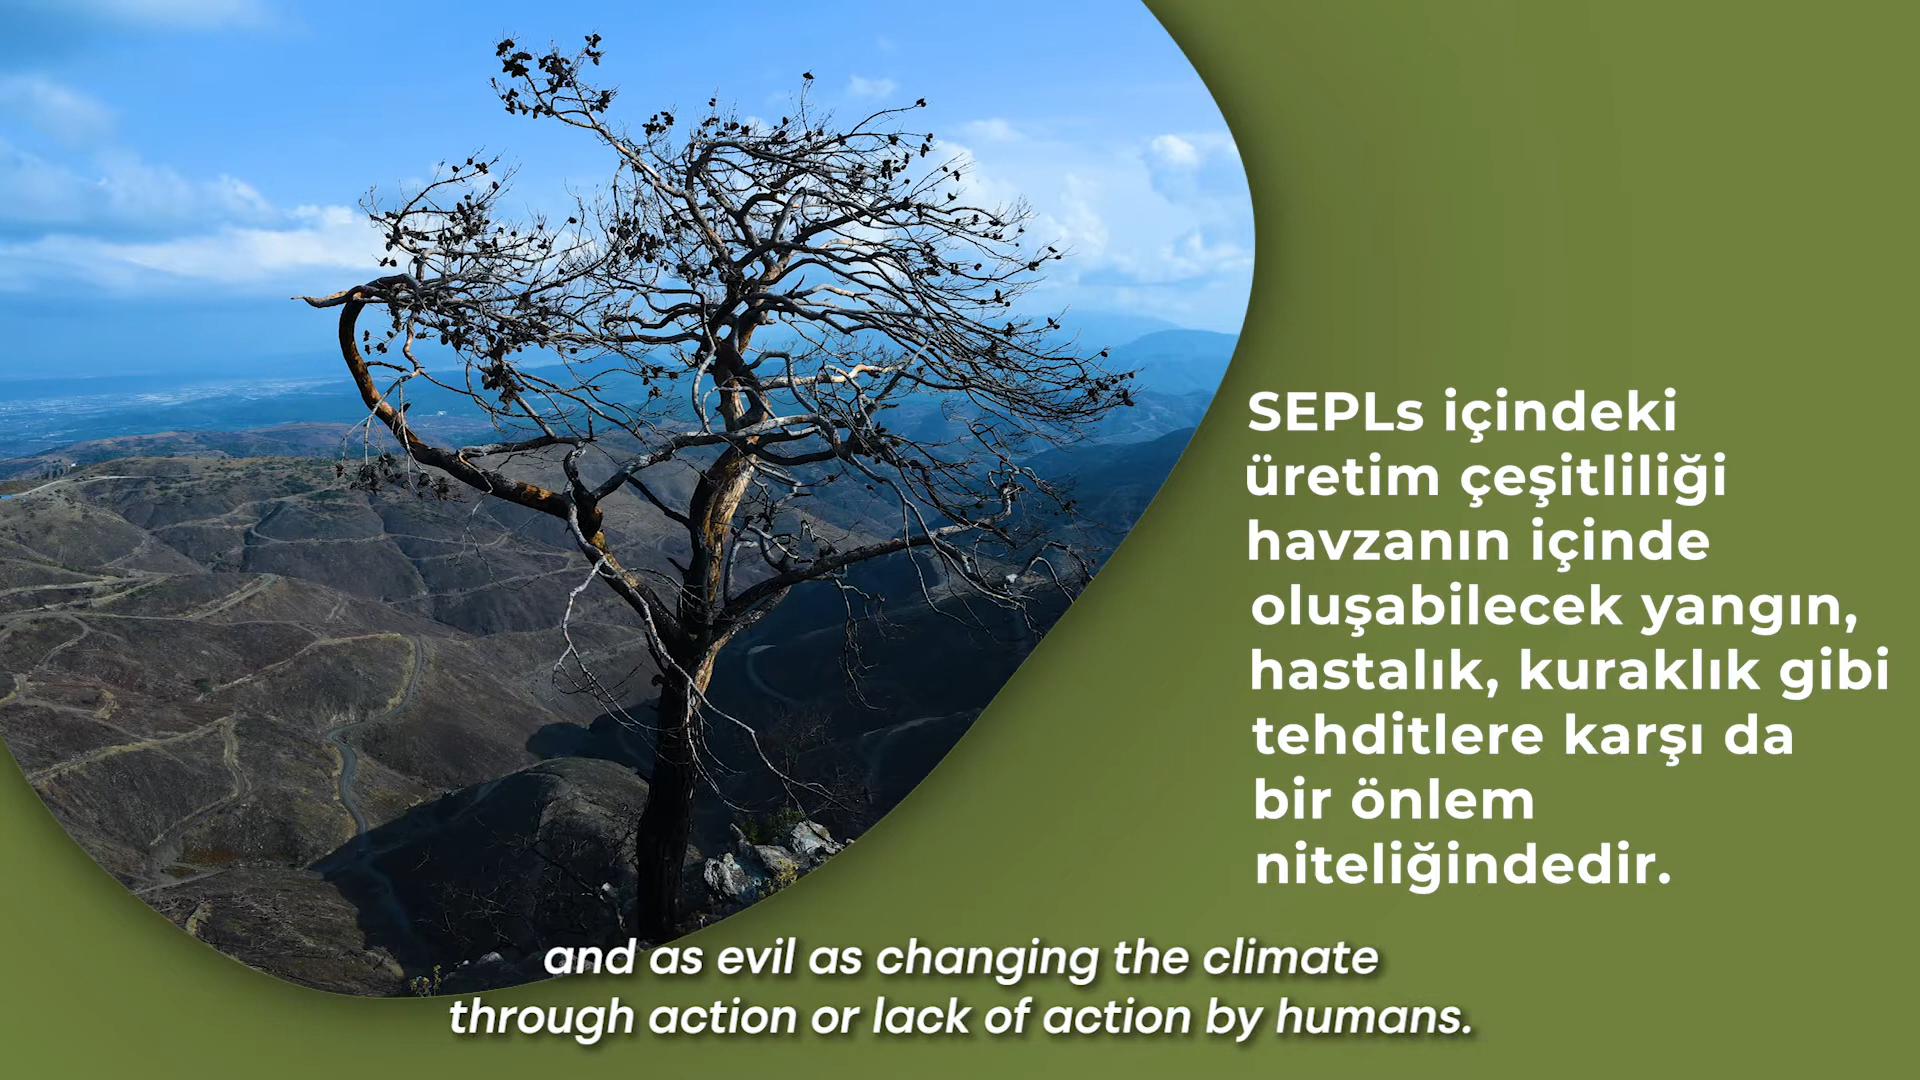 SEPLs içindeki
üretim çeşitliliği
havzanın içinde
oluşabilecek yangın,
hastalık, kuraklık gibi
tehditlere karşı da
bir önlem
niteliğindedir.
and as evil as changing the climate
through action or lack of action by humans.